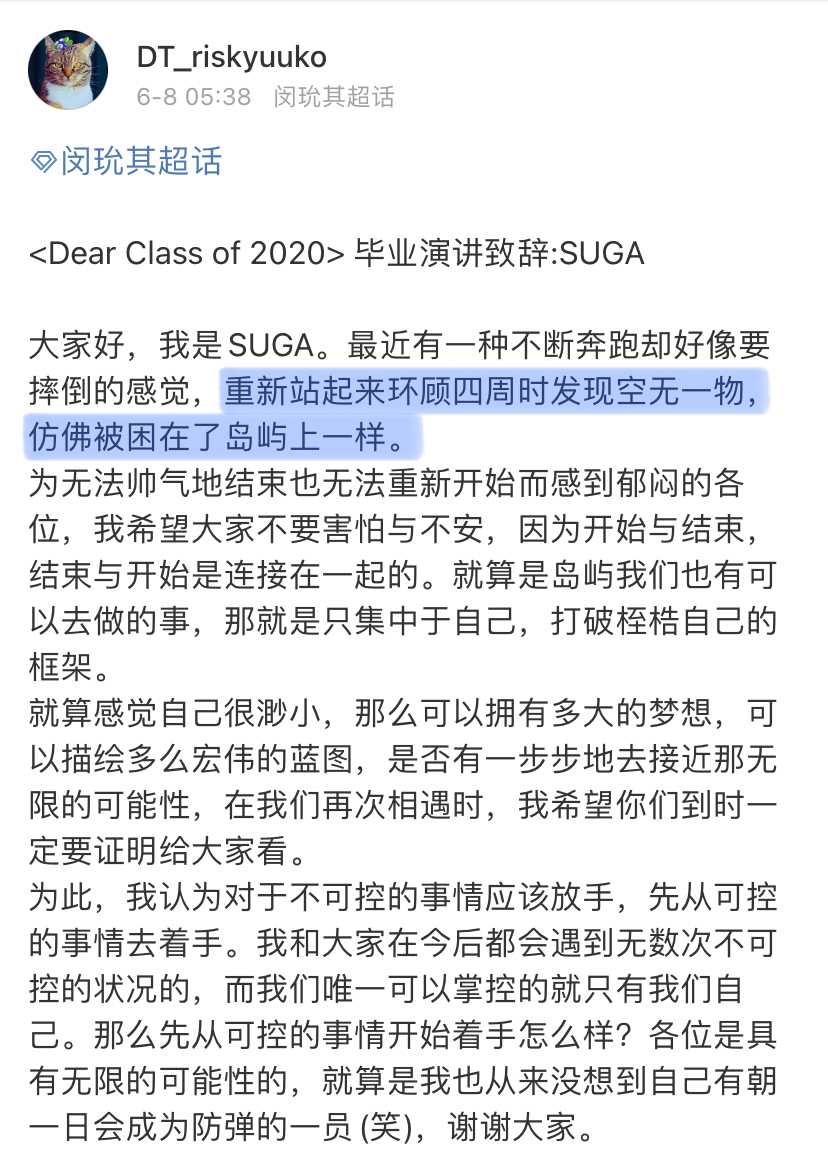 DT_riskyuuko
6-8 05:38 闵玧其超话
闵玧其超话
<Dear Class of 2020> 毕业演讲致辞:SUGA
大家好，我是SUGA。最近有一种不断奔跑却好像要
摔倒的感觉，重新站起来环顾四周时发现空无一物，
仿佛被困在了岛屿上一样。
为无法帅气地结束也无法重新开始而感到郁闷的各
位，我希望大家不要害怕与不安，因为开始与结束，
结束与开始是连接在一起的。就算是岛屿我们也有可
以去做的事，那就是只集中于自己，打破桎梏自己的
框架。
就算感觉自己很渺小，那么可以拥有多大的梦想，可
以描绘多么宏伟的蓝图，是否有一步步地去接近那无
限的可能性，在我们再次相遇时，我希望你们到时一
定要证明给大家看。
为此，我认为对于不可控的事情应该放手，先从可控
的事情去着手。我和大家在今后都会遇到无数次不可
控的状况的，而我们唯一可以掌控的就只有我们自
己。那么先从可控的事情开始着手怎么样？各位是具
有无限的可能性的，就算是我也从来没想到自己有朝
一日会成为防弹的一员(笑)，谢谢大家。